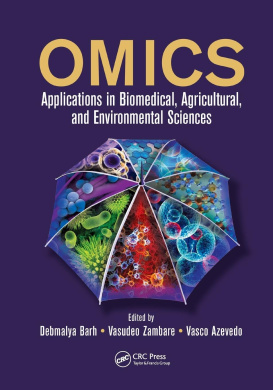 OMICS
Applications in Biomedical, Agricultural,
and Environmental Sciences
Edited by
Debmalya Barh • Vasudeo Zambare • Vasco Azevedo
CRC
CRC Press
Taylor & Francis Group